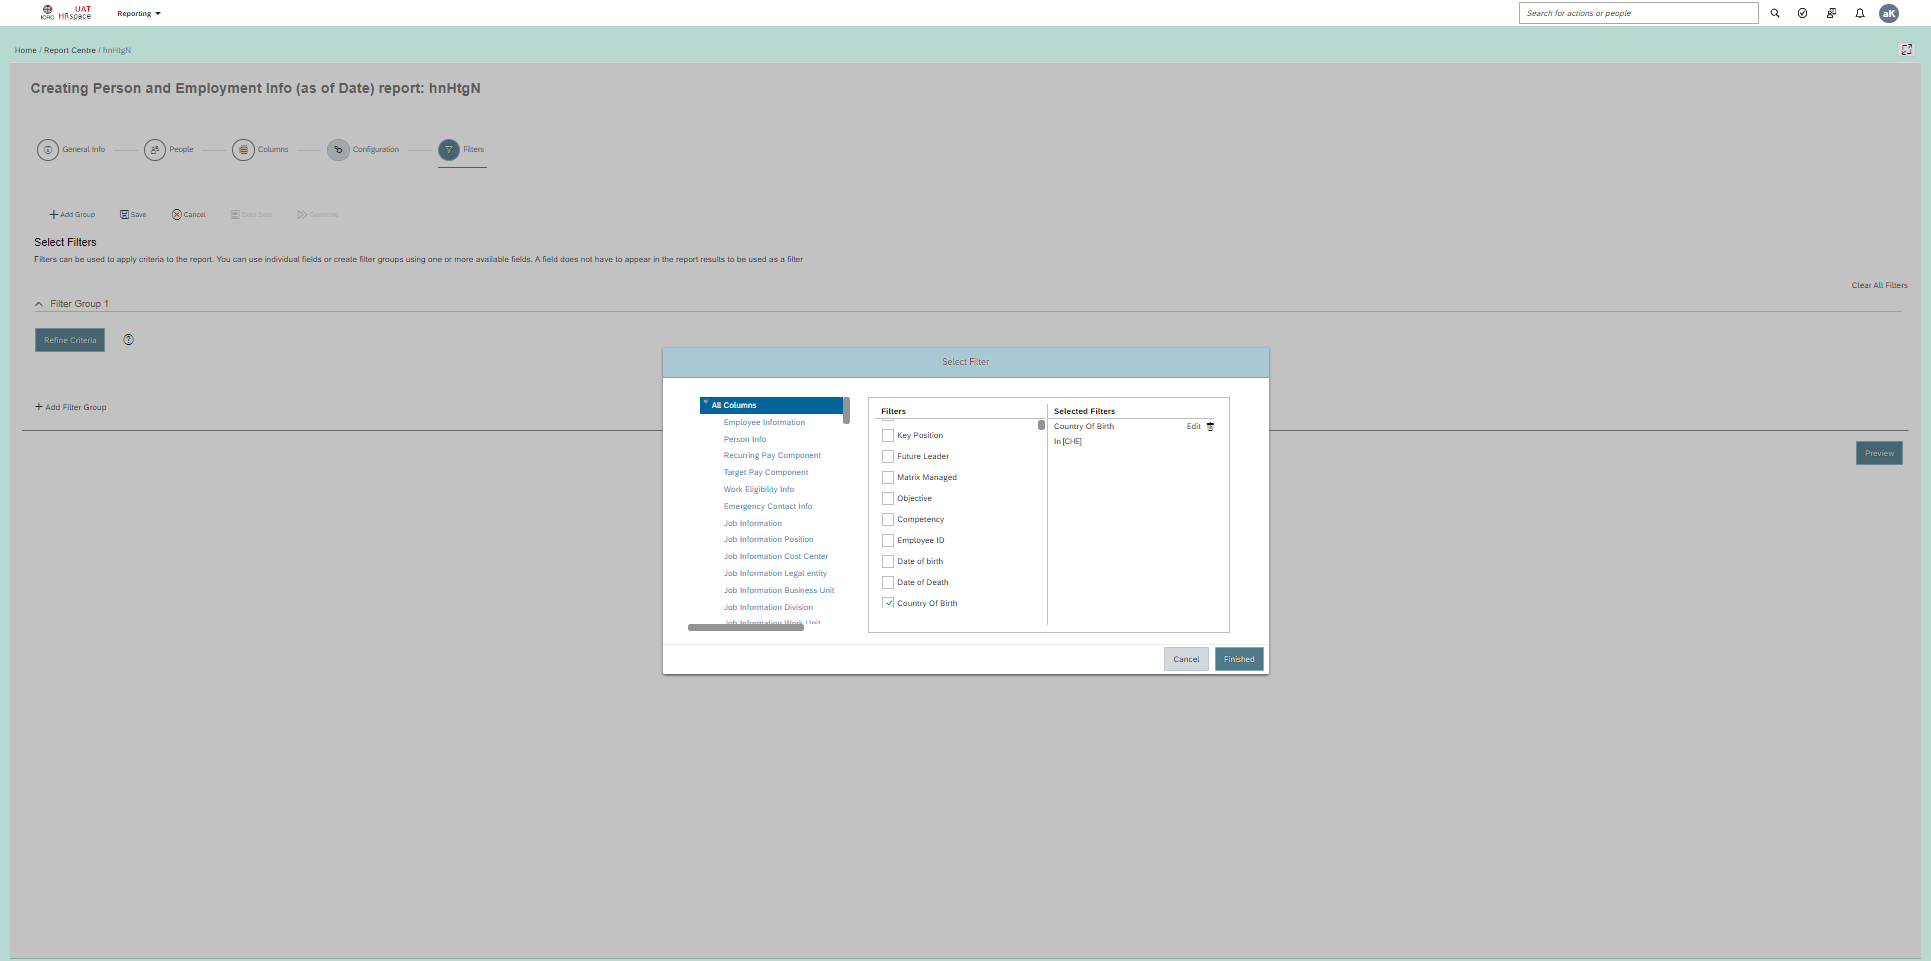 ICRC
UAT
HRspace
Reporting
Search for actions or people
aK
Home / Report Centre / hnHtgN
Creating Person and Employment Info (as of Date) report: hnHtgN
General Info
People
Columns
Configuration
Filters
Add Group
Save
Cancel
Data Sets
Generate
Select Filters
Filters can be used to apply criteria to the report. You can use individual fields or create filter groups using one or more available fields. A field does not have to appear in the report results to be used as a filter
Clear All Filters
Filter Group 1
Refine Criteria
Add Filter Group
Preview
Select Filter
All Columns
Employee Information
Person Info
Recurring Pay Component
Target Pay Component
Work Eligibility Info
Emergency Contact Info
Job Information
Job Information Position
Job Information Cost Center
Job Information Legal entity
Job Information Business Unit
Job Information Division
Job Information Work Unit
Filters
Key Position
Future Leader
Matrix Managed
Objective
Competency
Employee ID
Date of birth
Date of Death
Country Of Birth
Selected Filters
Country Of Birth
Edit
In [CHE]
Cancel
Finished